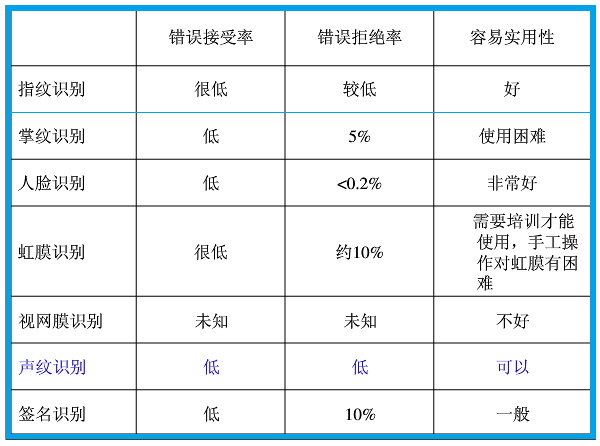 错误接受率 错误拒绝率 容易实用性
指纹识别 很低 较低 好
掌纹识别 低 5% 使用困难
人脸识别 低 <0.2% 非常好
虹膜识别 很低 约10% 需要培训才能
使用，手工操
作对虹膜有困
难
视网膜识别 未知 未知 不好
声纹识别 低 低 可以
签名识别 低 10% 一般